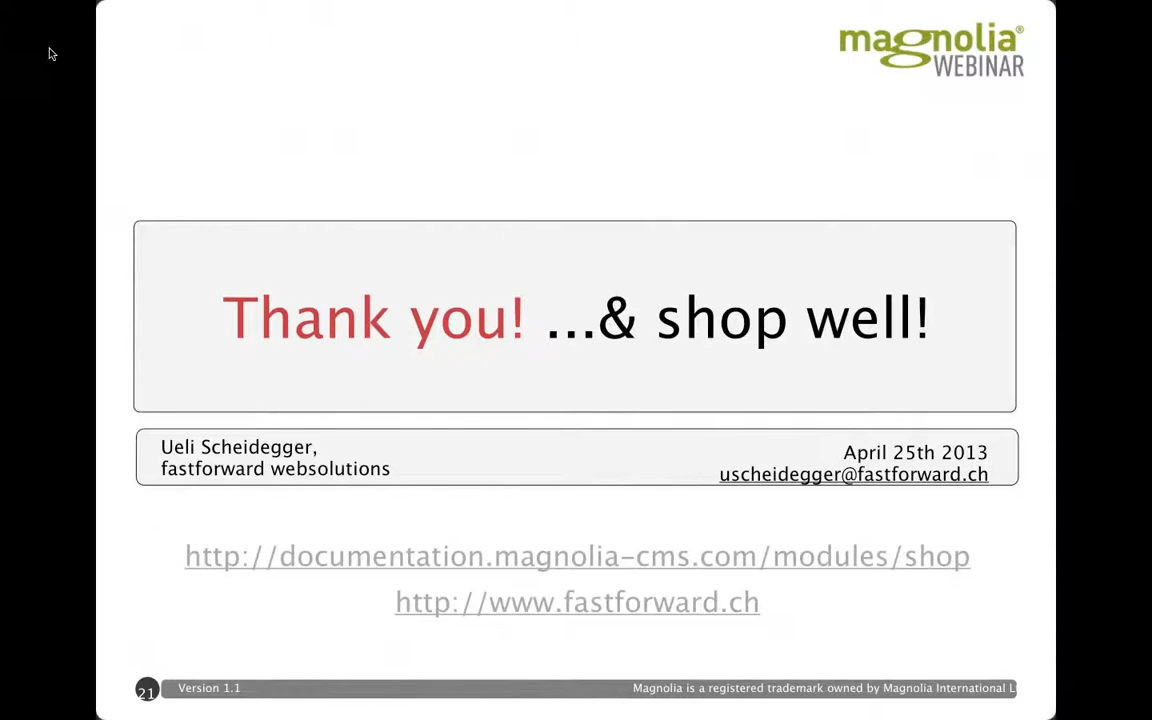 magnolia®
WEBINAR
Thank you! ...& shop well!
Ueli Scheidegger,
fastforward websolutions
April 25th 2013
uscheidegger@fastforward.ch
http://documentation.magnolia-cms.com/modules/shop
http://www.fastforward.ch
21
Version 1.1
Magnolia is a registered trademark owned by Magnolia International